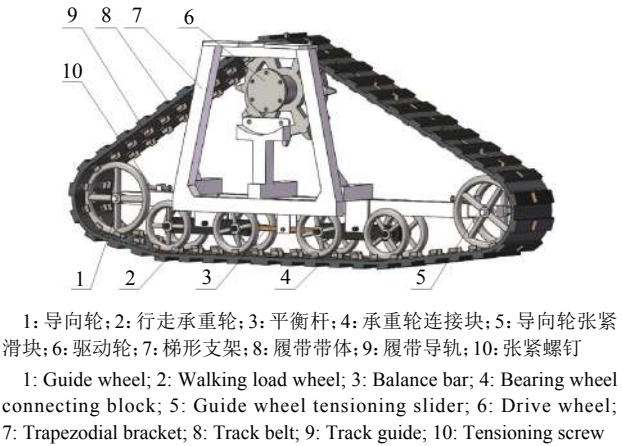 9 8 7 6
10
1 2 3 4 5
1: 导向轮; 2: 行走承重轮; 3: 平衡杆; 4: 承重轮连接块; 5: 导向轮张紧
滑块; 6: 驱动轮; 7: 梯形支架; 8: 履带带体; 9: 履带导轨; 10: 张紧螺钉
1: Guide wheel; 2: Walking load wheel; 3: Balance bar; 4: Bearing wheel
connecting block; 5: Guide wheel tensioning slider; 6: Drive wheel;
7: Trapezodial bracket; 8: Track belt; 9: Track guide; 10: Tensioning screw